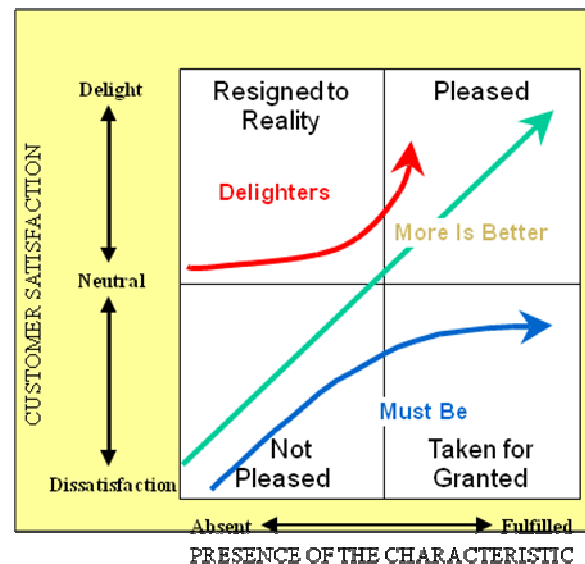 Delight
Resigned to
Reality
Pleased
Delighters
More Is Better
CUSTOMER SATISFACTION
Neutral
Must Be
Not
Pleased
Taken for
Granted
Dissatisfaction
Absent
Fulfilled
PRESENCE OF THE CHARACTERISTIC